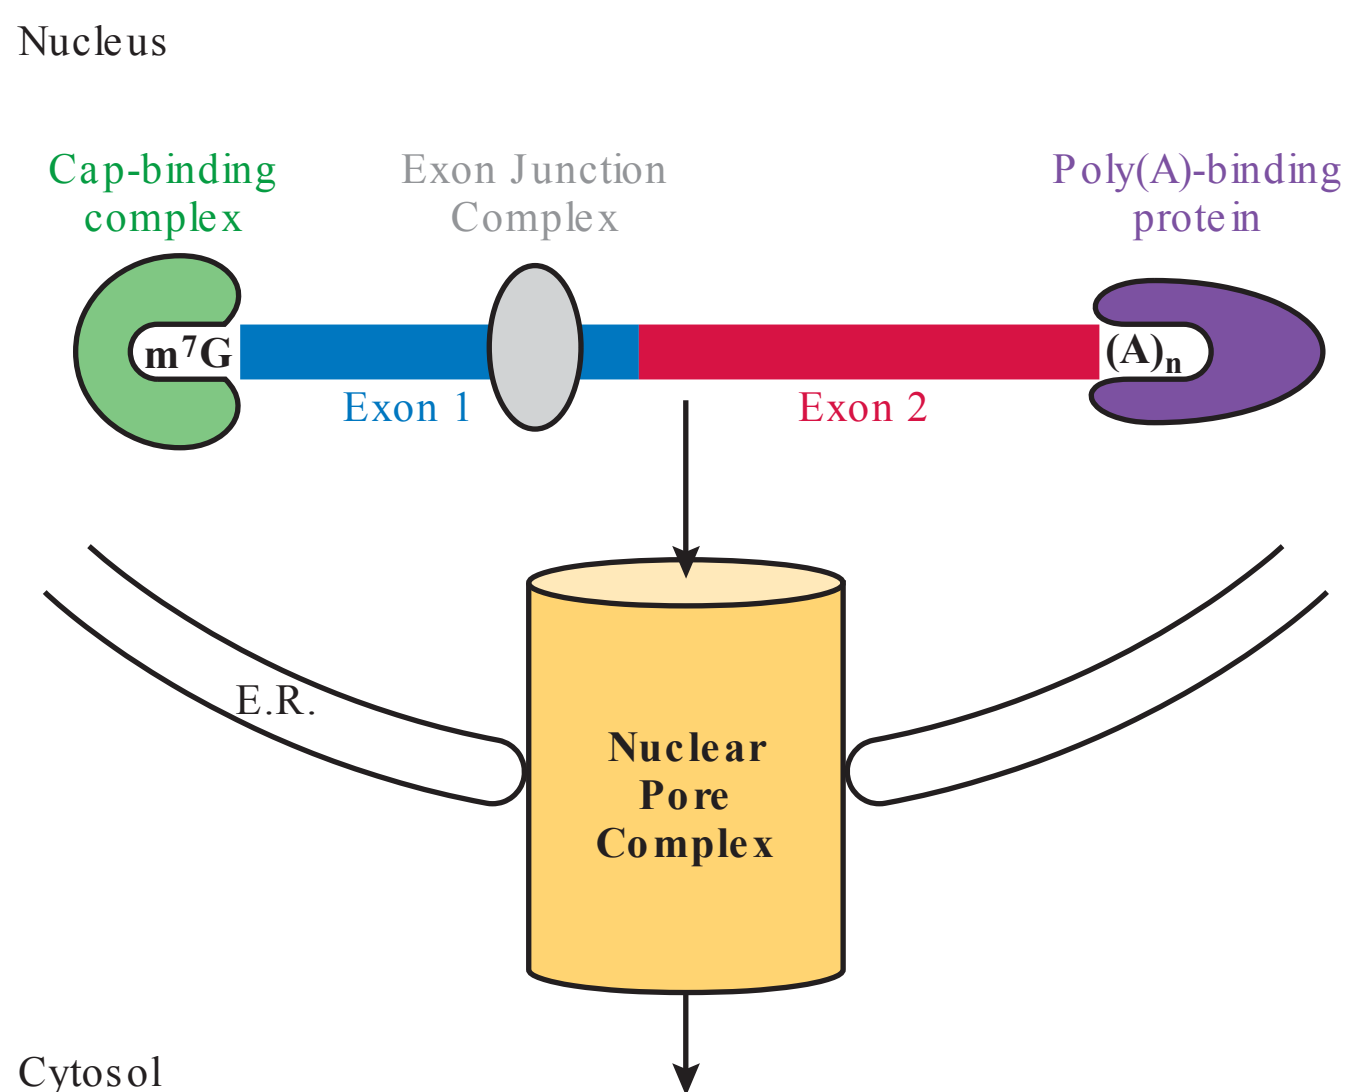 Nucleus
Cap-binding
complex
Exon Junction
Complex
Poly(A)-binding
protein
m⁷G
(A)ₙ
Exon 1
Exon 2
E.R.
Nuclear
Pore
Complex
Cytosol